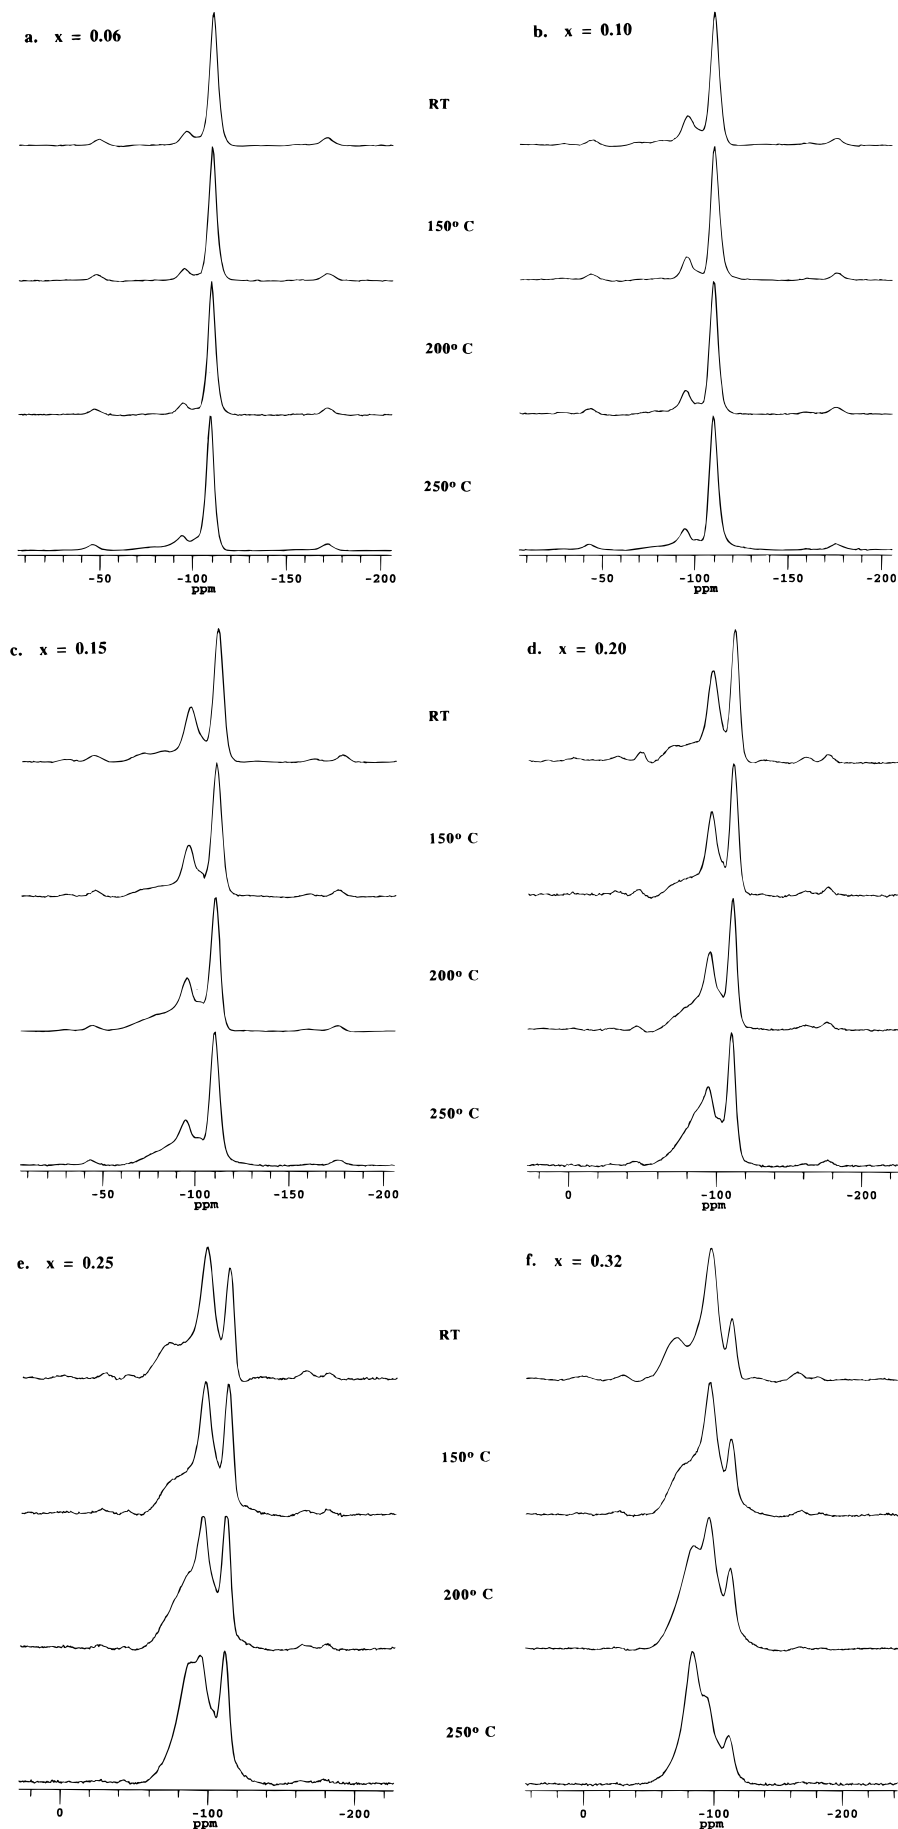 a. x = 0.06
b. x = 0.10
RT
150° C
200° C
250° C
-50 -100 -150 -200
ppm
-50 -100 -150 -200
ppm
c. x = 0.15
d. x = 0.20
RT
150° C
200° C
250° C
-50 -100 -150 -200
ppm
0 -100 -200
ppm
e. x = 0.25
f. x = 0.32
RT
150° C
200° C
250° C
0 -100 -200
ppm
0 -100 -200
ppm